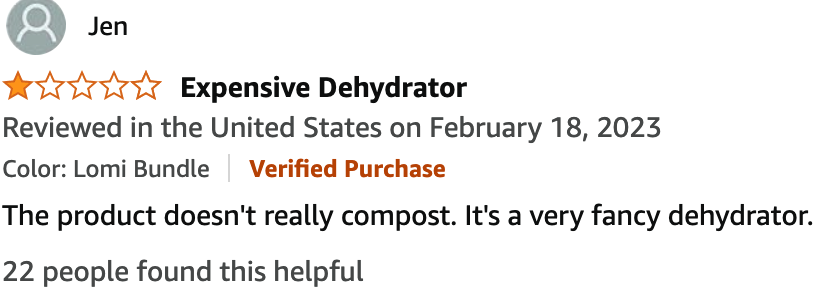 Jen
Expensive Dehydrator
Reviewed in the United States on February 18, 2023
Color: Lomi Bundle Verified Purchase
The product doesn't really compost. It's a very fancy dehydrator.
22 people found this helpful